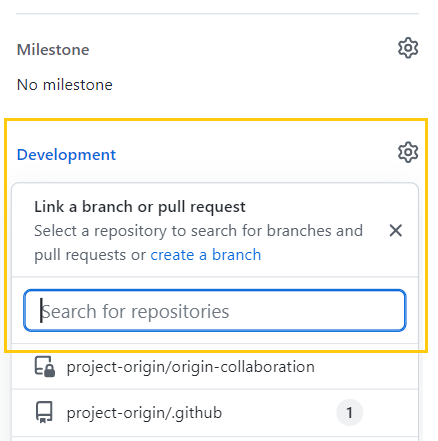 Milestone
No milestone
Development
Link a branch or pull request
Select a repository to search for branches and
pull requests or create a branch
Search for repositories
project-origin/origin-collaboration
project-origin/.github 1